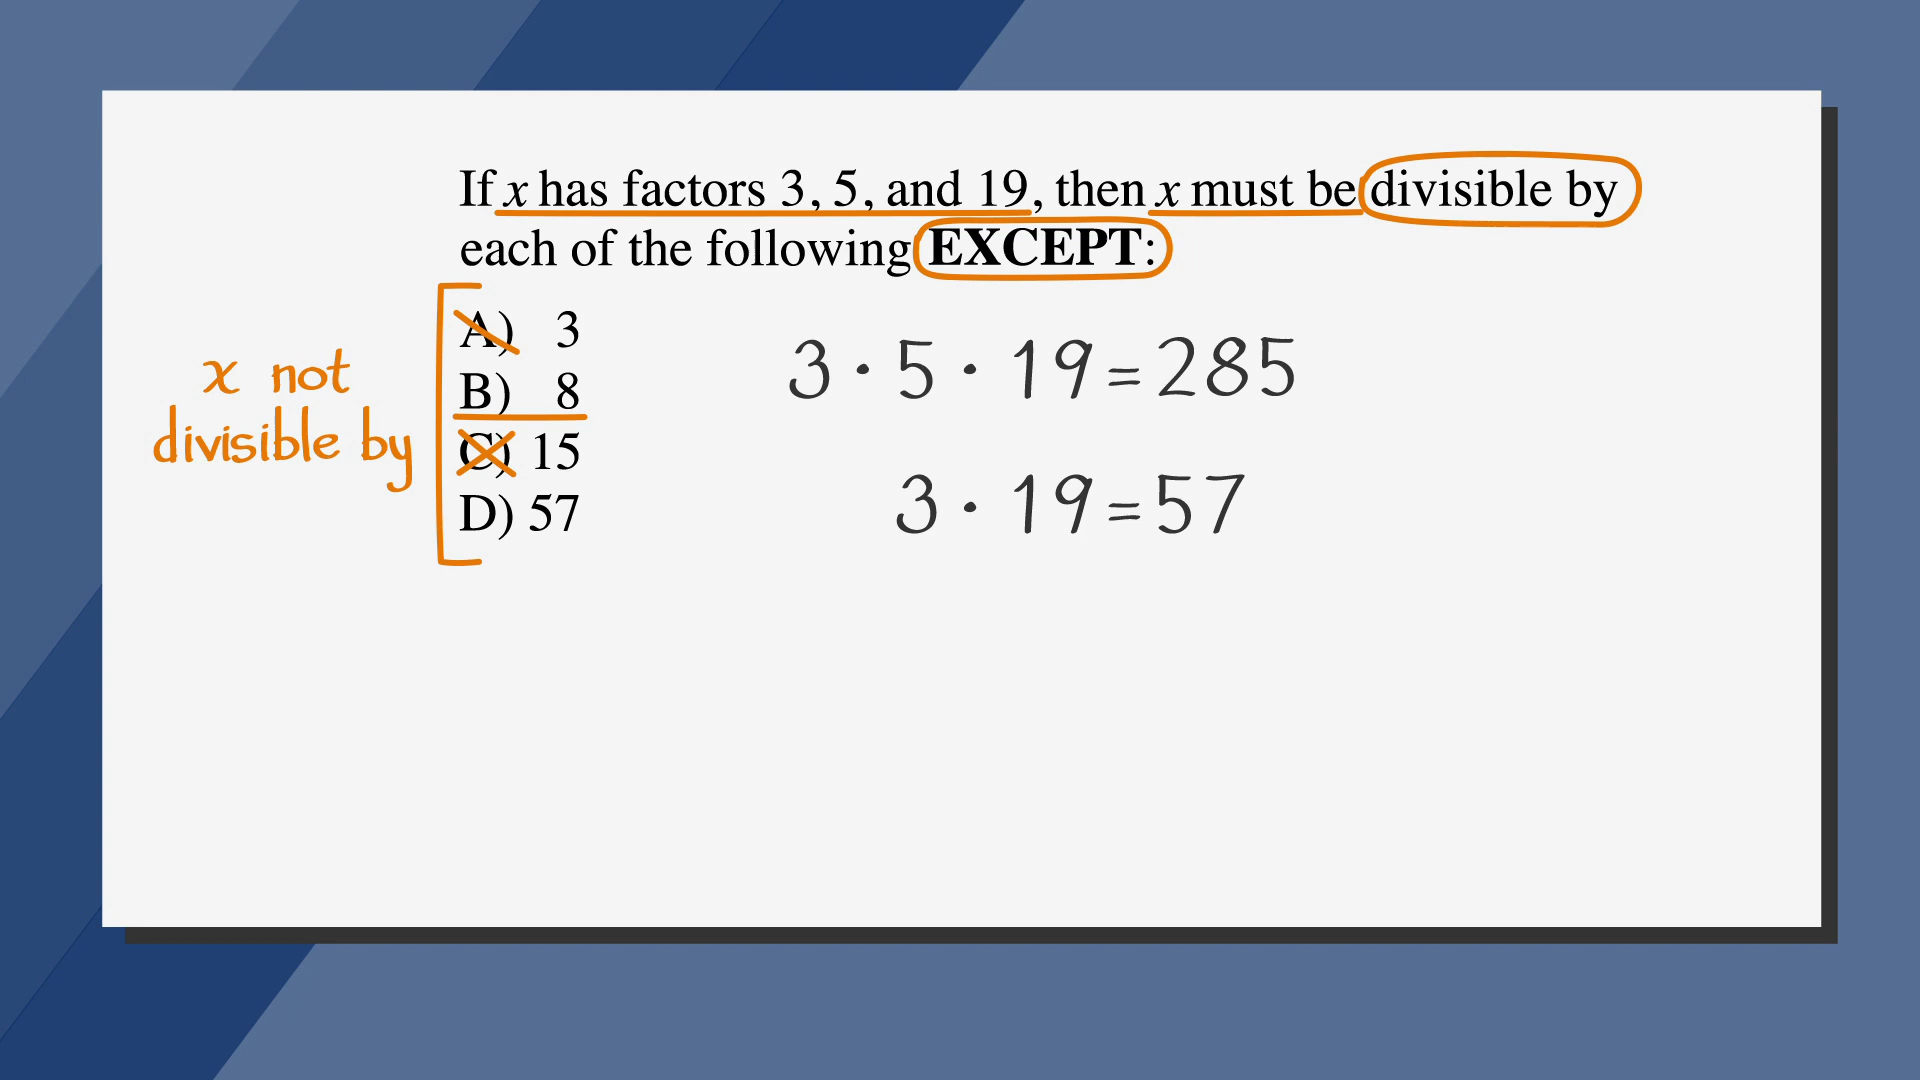 If x has factors 3, 5, and 19, then x must be divisible by
each of the following EXCEPT:
A) 3
B) 8
C) 15
D) 57
x not
divisible by
3 · 5 · 19 = 285
3 · 19 = 57